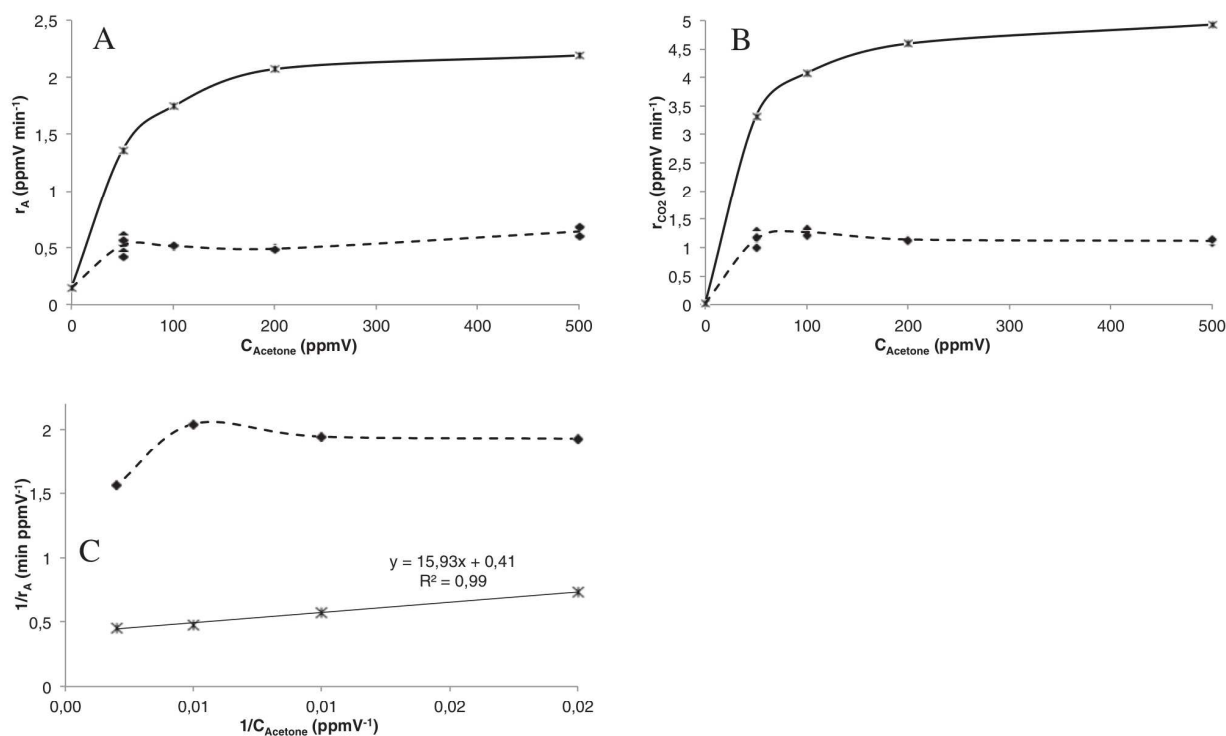 A
2,5
2
1,5
1
0,5
0
0 100 200 300 400 500
r_A (ppmV min⁻¹)
C_Acetone (ppmV)
B
5
4,5
4
3,5
3
2,5
2
1,5
1
0,5
0
0 100 200 300 400 500
r_CO2 (ppmV min⁻¹)
C_Acetone (ppmV)
C
2
1,5
1
0,5
0
0,00 0,01 0,01 0,02 0,02
1/r_A (min ppmV⁻¹)
1/C_Acetone (ppmV⁻¹)
y = 15,93x + 0,41
R² = 0,99